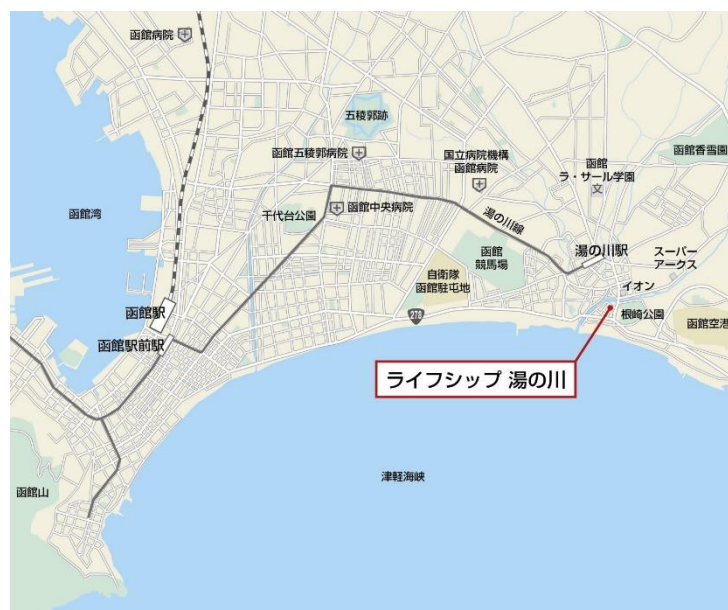 函館病院
五稜郭跡
函館五稜郭病院
国立病院機構
函館病院
函館香雪園
函館
ラ・サール学園
文
函館湾
千代台公園
函館中央病院
湯の川線
湯の川駅
スーパー
アークス
函館
競馬場
自衛隊
函館駐屯地
イオン
函館駅
函館駅前駅
278
根崎公園
函館空港
ライフシップ 湯の川
津軽海峡
函館山